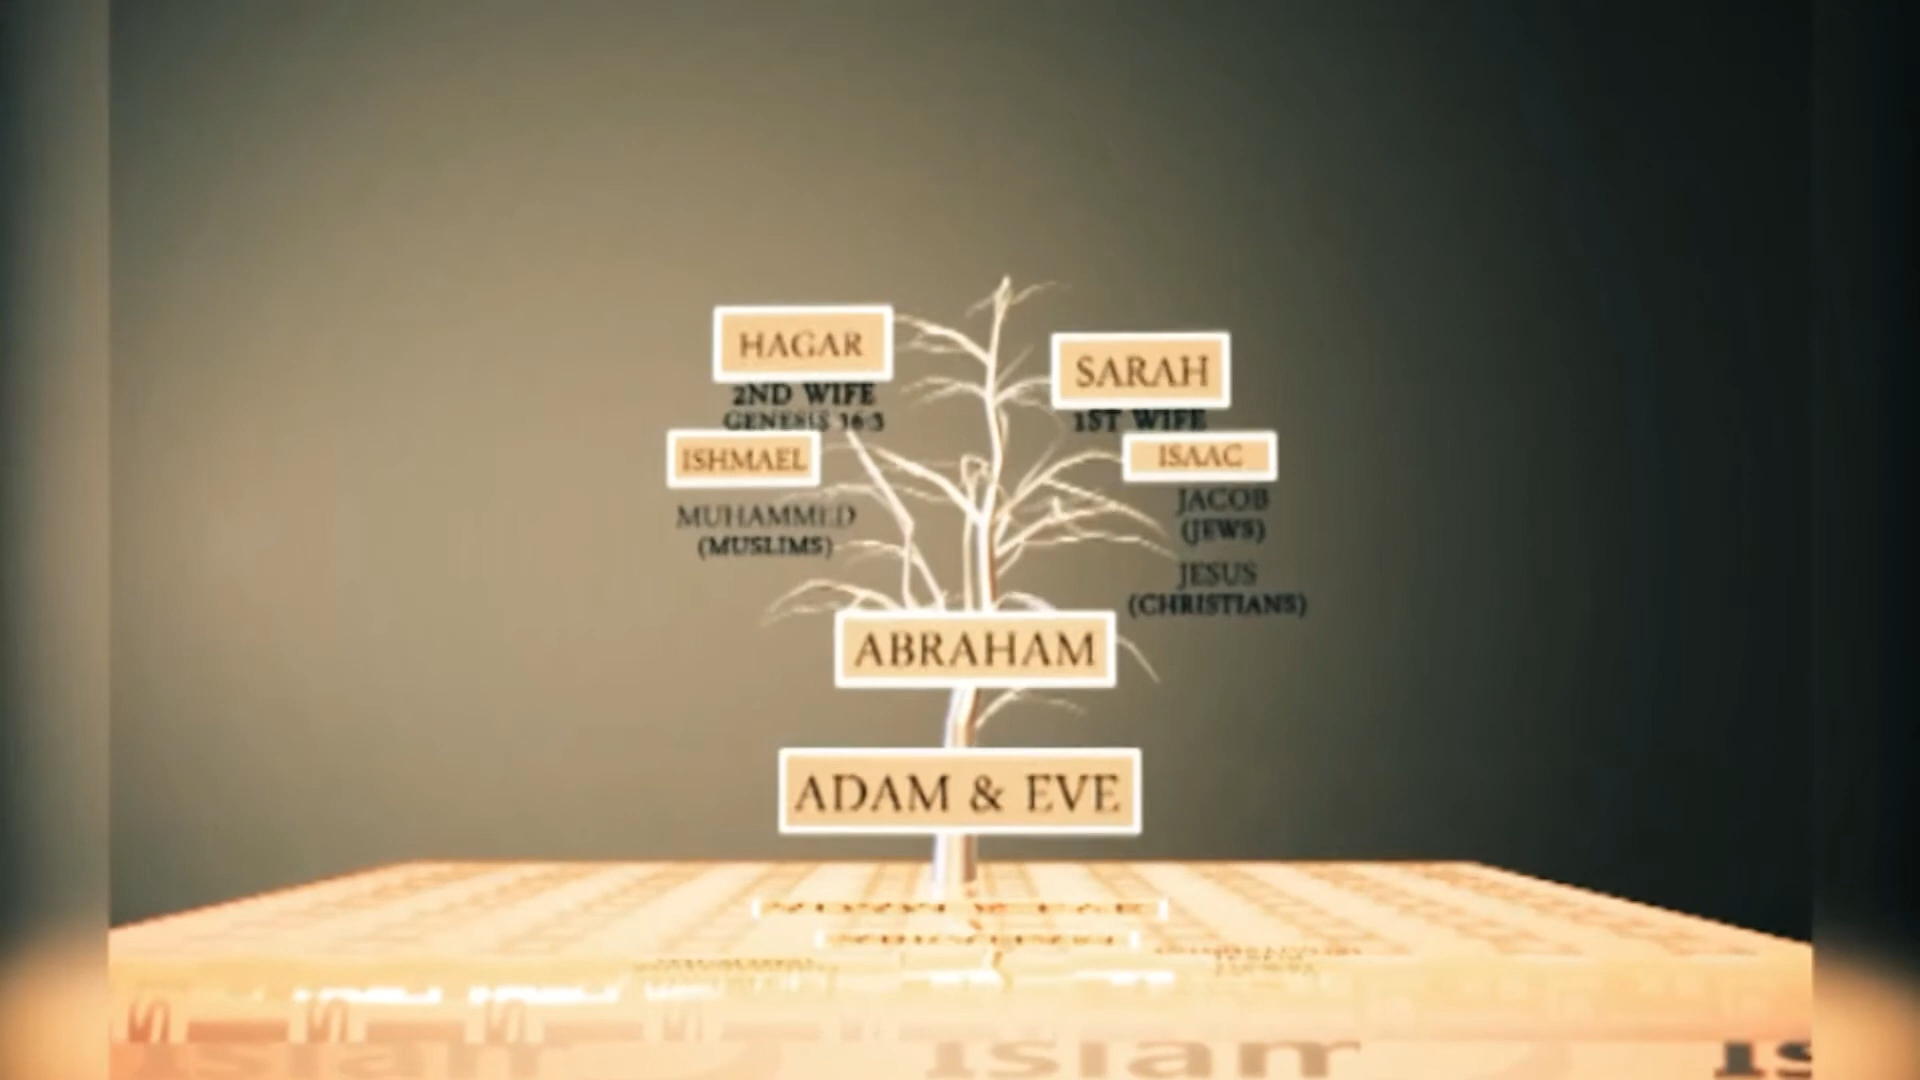 HAGAR
2ND WIFE
GENESIS 16:3
ISHMAEL
MUHAMMED
(MUSLIMS)
SARAH
1ST WIFE
ISAAC
JACOB
(JEWS)
JESUS
(CHRISTIANS)
ABRAHAM
ADAM & EVE
Islam
Islam